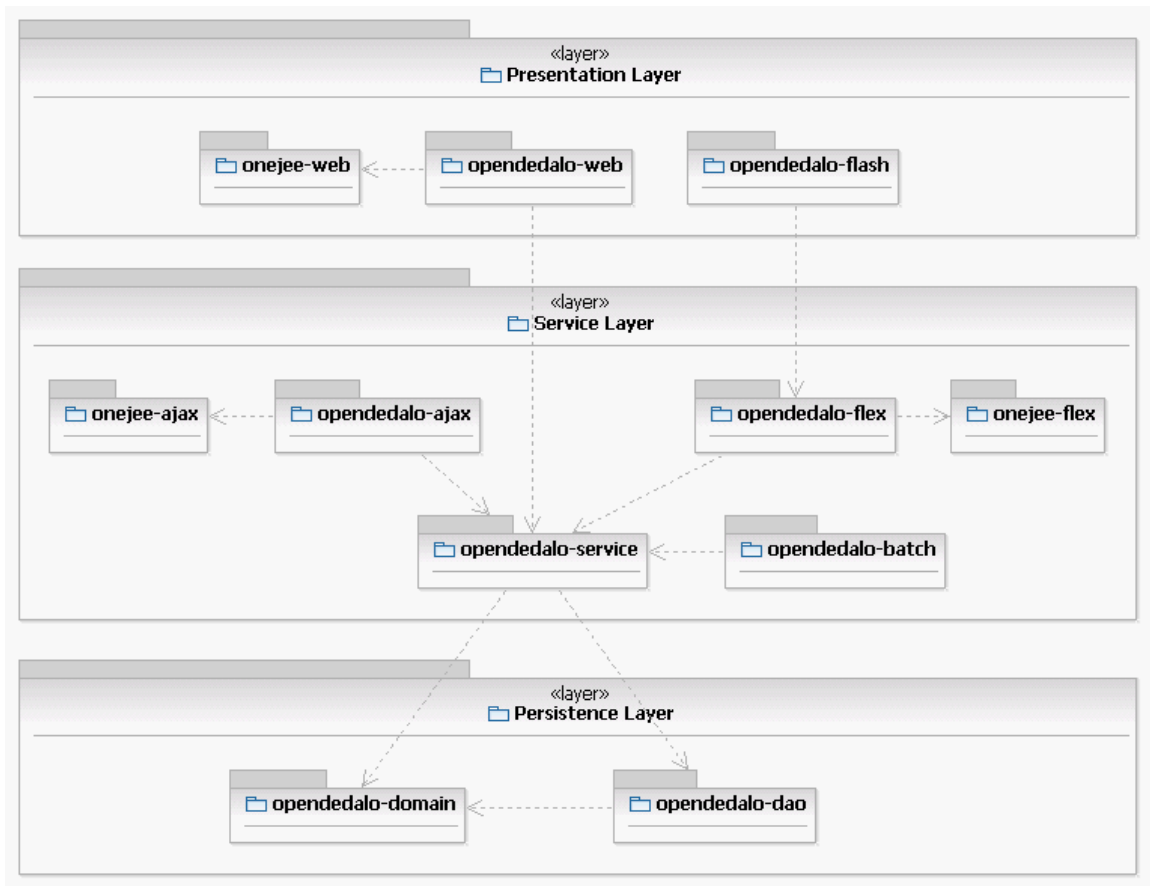 «layer»
Presentation Layer
onejee-web
opendedalo-web
opendedalo-flash
«layer»
Service Layer
onejee-ajax
opendedalo-ajax
opendedalo-flex
onejee-flex
opendedalo-service
opendedalo-batch
«layer»
Persistence Layer
opendedalo-domain
opendedalo-dao